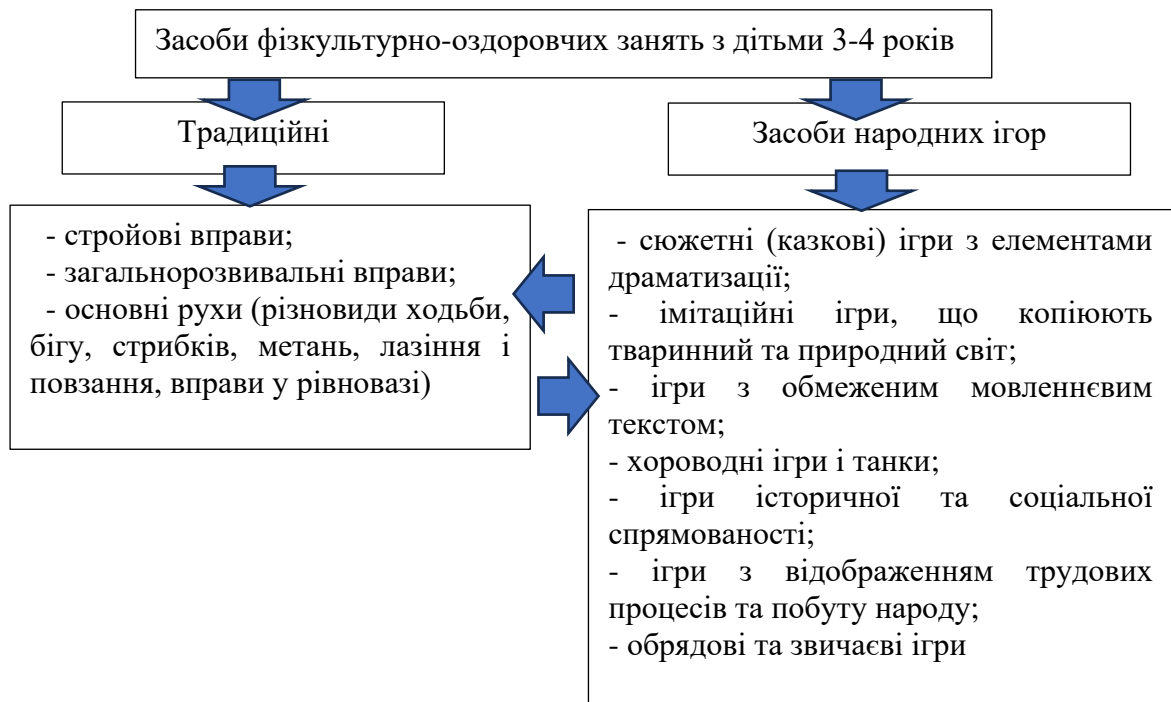 Засоби фізкультурно-оздоровчих занять з дітьми 3-4 років
Традиційні
Засоби народних ігор
- стройові вправи;
- загальнорозвивальні вправи;
- основні рухи (різновиди ходьби,
бігу, стрибків, метань, лазіння і
повзання, вправи у рівновазі)
- сюжетні (казкові) ігри з елементами
драматизації;
- імітаційні ігри, що копіюють
тваринний та природний світ;
- ігри з обмеженим мовленнєвим
текстом;
- хороводні ігри і танки;
- ігри історичної та соціальної
спрямованості;
- ігри з відображенням трудових
процесів та побуту народу;
- обрядові та звичаєві ігри